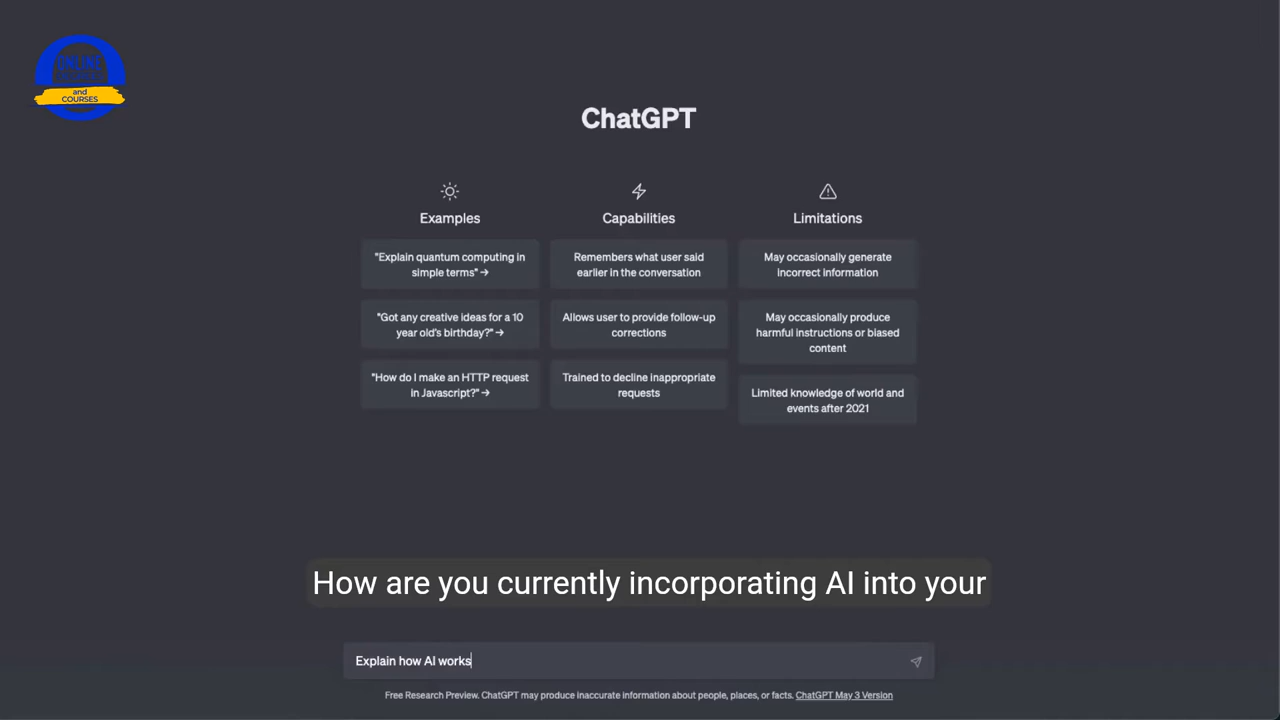 ONLINE
and
COURSES
ChatGPT
Examples
Capabilities
Limitations
"Explain quantum computing in
simple terms" →
Remembers what user said
earlier in the conversation
May occasionally generate
incorrect information
"Got any creative ideas for a 10
year old's birthday?" →
Allows user to provide follow-up
corrections
May occasionally produce
harmful instructions or biased
content
"How do I make an HTTP request
in Javascript?" →
Trained to decline inappropriate
requests
Limited knowledge of world and
events after 2021
How are you currently incorporating AI into your
Explain how AI works
Free Research Preview. ChatGPT may produce inaccurate information about people, places, or facts. ChatGPT May 3 Version